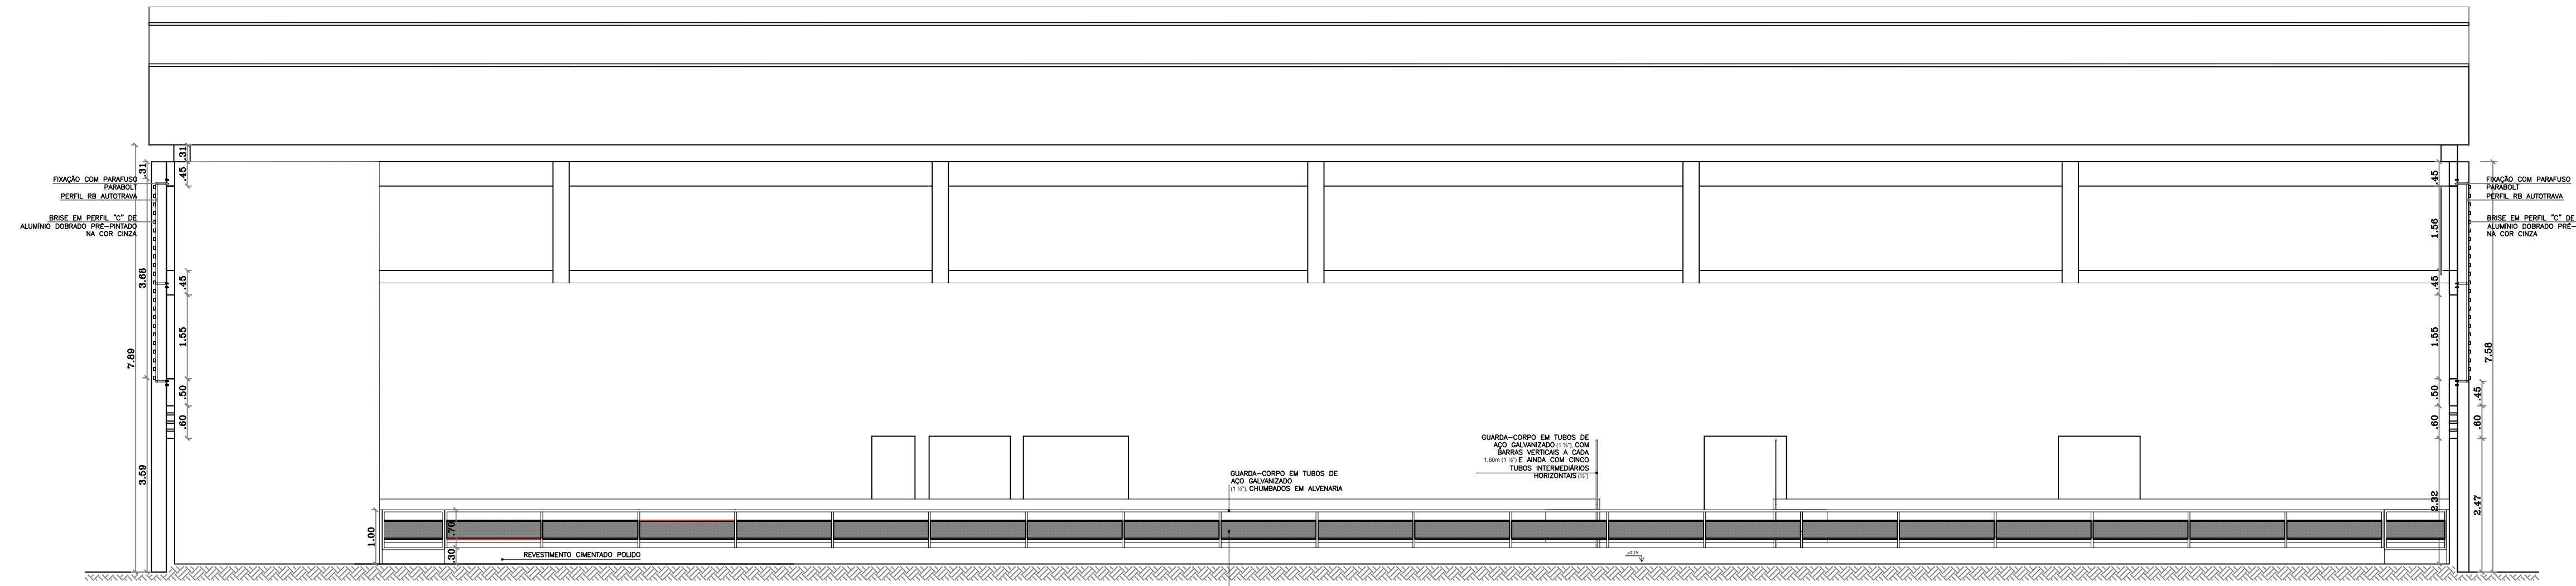 FIXAÇÃO COM PARAFUSO
PARABOLT
PERFIL RB AUTOTRAVA
BRISE EM PERFIL "C" DE
ALUMÍNIO DOBRADO PRÉ-PINTADO
NA COR CINZA
7.89
.31
3.68
3.59
.31
.45
.45
1.55
.50
.60
1.00
.70
.30
REVESTIMENTO CIMENTADO POLIDO
GUARDA-CORPO EM TUBOS DE
AÇO GALVANIZADO
(1 ½"), CHUMBADOS EM ALVENARIA
GUARDA-CORPO EM TUBOS DE
AÇO GALVANIZADO (1 ½"), COM
BARRAS VERTICAIS A CADA
1.60m (1 ½") E AINDA COM CINCO
TUBOS INTERMEDIÁRIOS
HORIZONTAIS
+0,15
.45
1.56
.45
1.55
.50
.60
2.32
.45
.60
2.47
7.58
FIXAÇÃO COM PARAFUSO
PARABOLT
PERFIL RB AUTOTRAVA
BRISE EM PERFIL "C" DE
ALUMÍNIO DOBRADO PRÉ-
NA COR CINZA